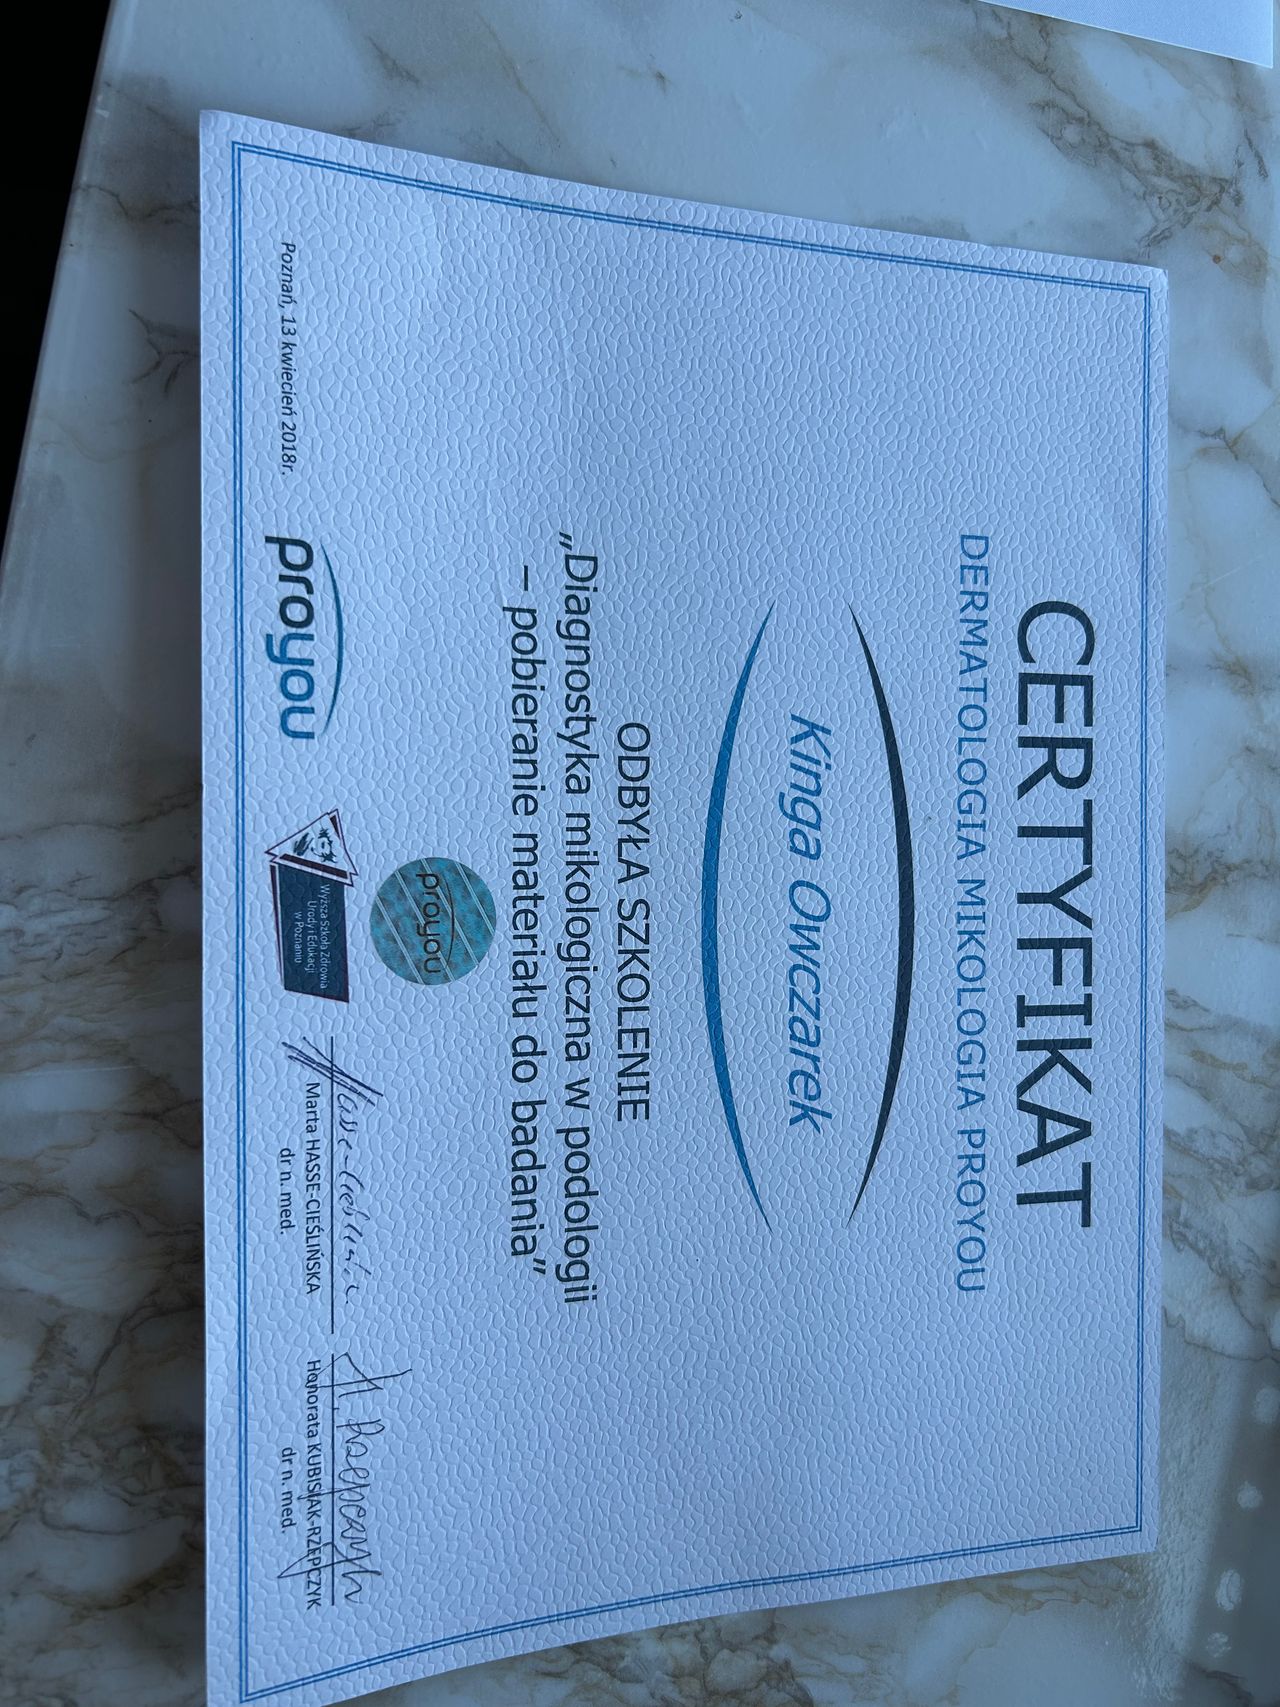 CERTYFIKAT
DERMATOLOGIA MIKOLOGIA PROYOU
Kinga Owczarek
ODBYŁA SZKOLENIE
„Diagnostyka mikologiczna w podologii
– pobieranie materiału do badania”
proyou
Poznań, 13 kwiecień 2018r.
proyou
Wyższa Szkoła Zdrowia
Urody i Edukacji
w Poznaniu
Marta HASSE-CIEŚLIŃSKA
dr n. med.
H. Rzepczyk
Honorata KUBISIAK-RZEPCZYK
dr n. med.